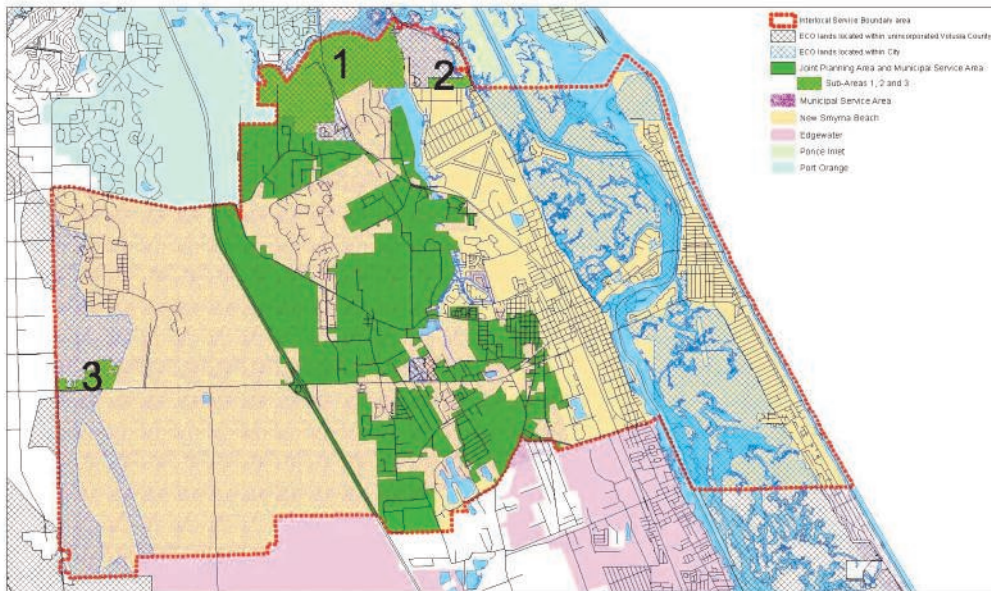 1
2
3
Interlocal Service Boundary area
ECO lands located within unincorporated Volusia County
ECO lands located within City
Joint Planning Area and Municipal Service Area
Sub-Areas 1, 2 and 3
Municipal Service Area
New Smyrna Beach
Edgewater
Ponce Inlet
Port Orange